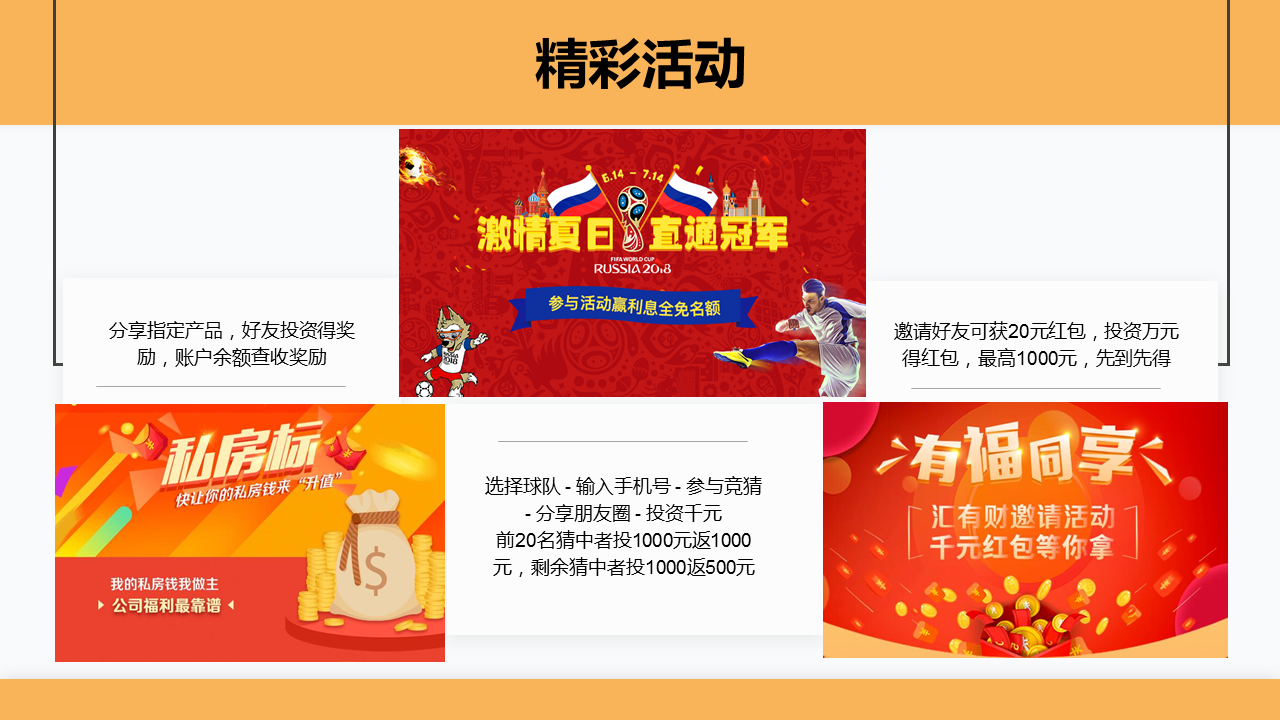 精彩活动
6.14 - 7.14
激情夏日 直通冠军
FIFA WORLD CUP
RUSSIA 2018
参与活动赢利息全免名额
分享指定产品，好友投资得奖
励，账户余额查收奖励
邀请好友可获20元红包，投资万元
得红包，最高1000元，先到先得
私房标
快让你的私房钱来“升值”
$
我的私房钱我做主
公司福利最靠谱
选择球队 - 输入手机号 - 参与竞猜
- 分享朋友圈 - 投资千元
前20名猜中者投1000元返1000
元，剩余猜中者投1000返500元
有福同享
汇有财邀请活动
千元红包等你拿